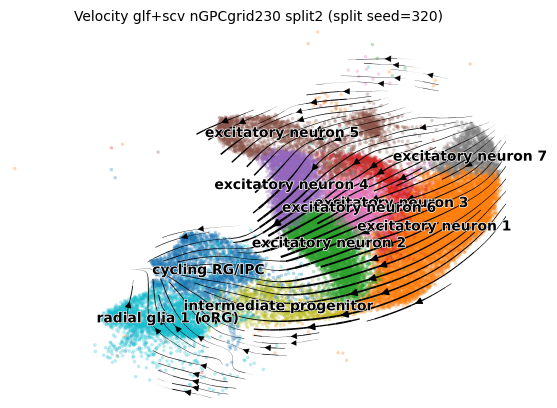 Velocity glf+scv nGPCgrid230 split2 (split seed=320)
excitatory neuron 5
excitatory neuron 7
excitatory neuron 4
excitatory neuron 3
excitatory neuron 6
excitatory neuron 1
excitatory neuron 2
cycling RG/IPC
intermediate progenitor
radial glia 1 (oRG)